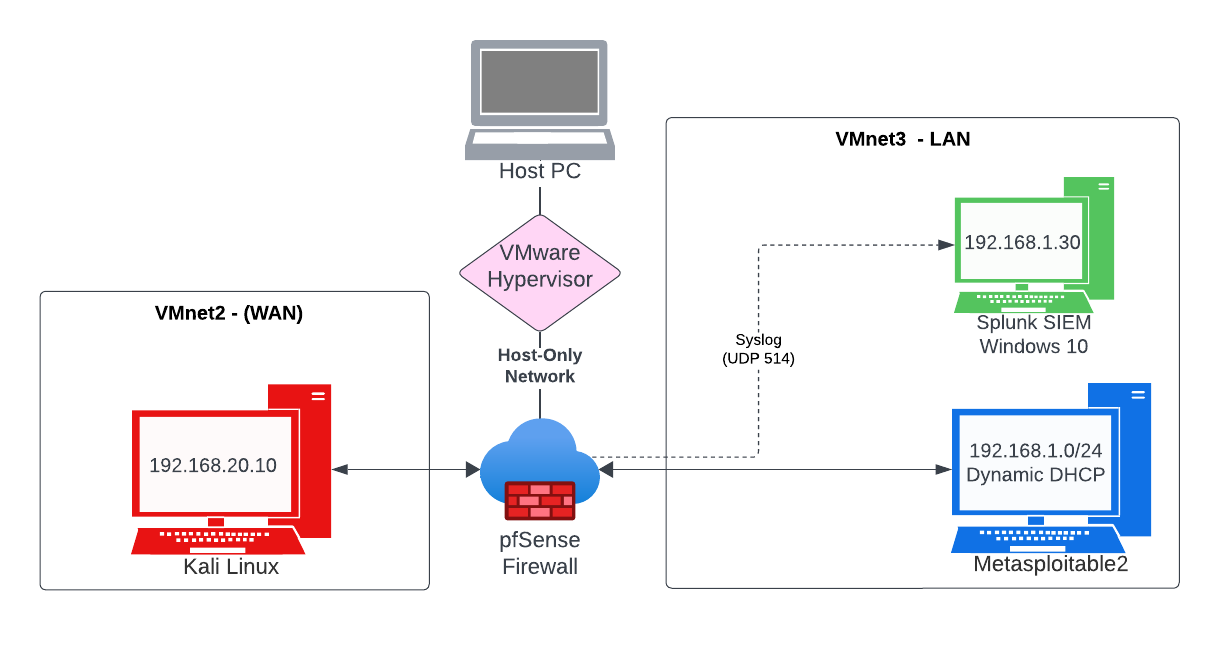 Host PC
VMware
Hypervisor
Host-Only
Network
VMnet2 - (WAN)
192.168.20.10
Kali Linux
pfSense
Firewall
VMnet3  - LAN
Syslog
(UDP 514)
192.168.1.30
Splunk SIEM
Windows 10
192.168.1.0/24
Dynamic DHCP
Metasploitable2